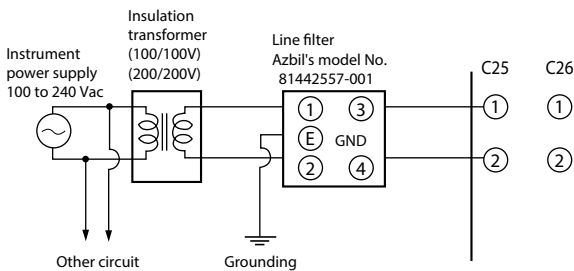 Instrument
power supply
100 to 240 Vac
Insulation
transformer
(100/100V)
(200/200V)
Line filter
Azbil's model No.
81442557-001
C25
C26
1
3
E
GND
2
4
1
1
2
2
Other circuit
Grounding